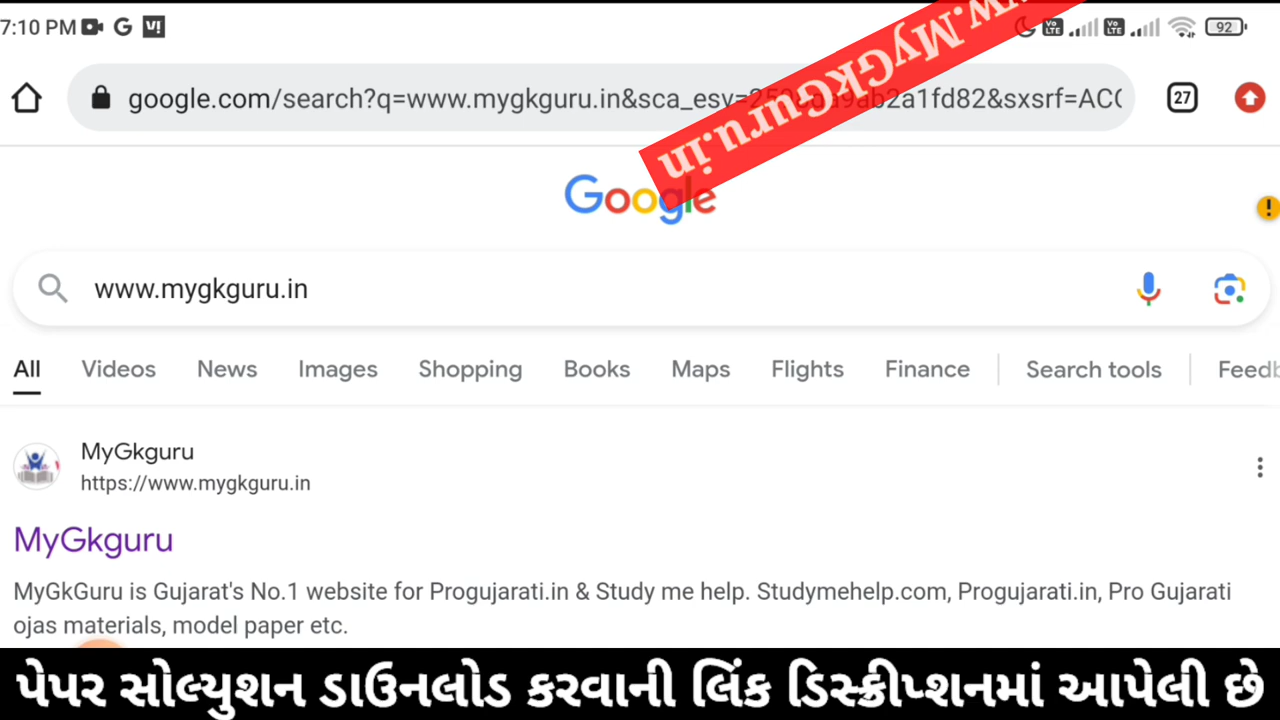 7:10 PM
92
google.com/search?q=www.mygkguru.in&sca_esv=
27
www.MyGkGuru.in
Google
www.mygkguru.in
All Videos News Images Shopping Books Maps Flights Finance Search tools Feedb
MyGkguru
https://www.mygkguru.in
MyGkguru
MyGkGuru is Gujarat's No.1 website for Progujarati.in & Study me help. Studymehelp.com, Progujarati.in, Pro Gujarati
ojas materials, model paper etc.
પેપર સોલ્યુશન ડાઉનલોડ કરવાની લિંક ડિસ્ક્રીપ્શનમાં આપેલી છે